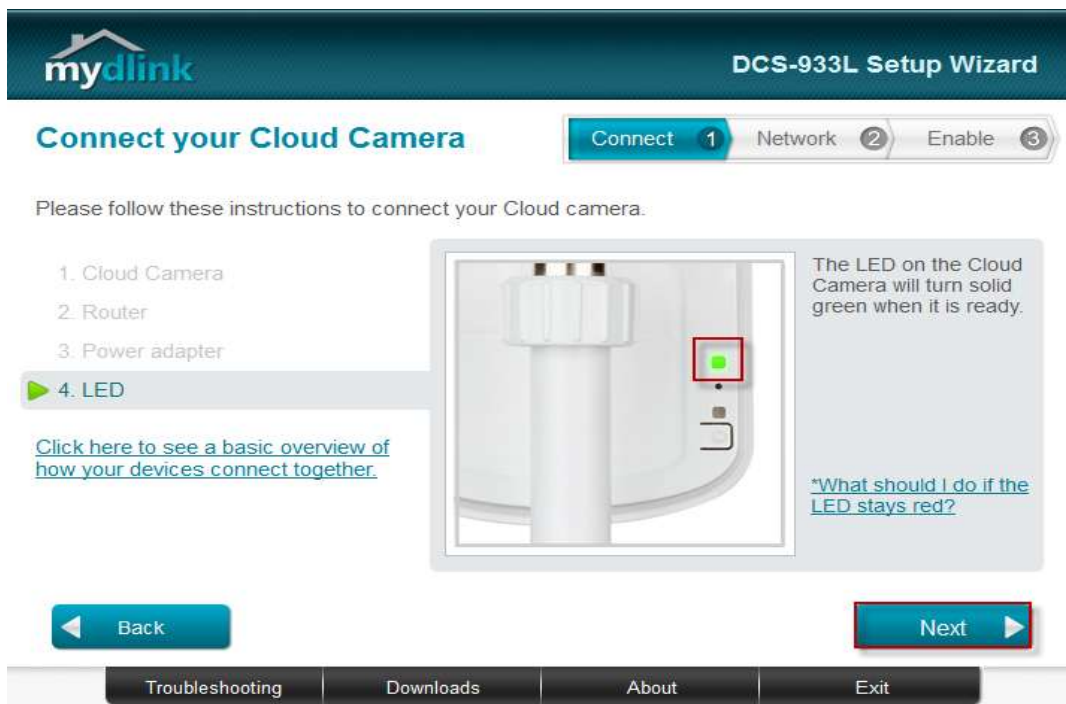 mydlink
DCS-933L Setup Wizard
Connect your Cloud Camera
Connect 1 Network 2 Enable 3
Please follow these instructions to connect your Cloud camera.
1. Cloud Camera
2. Router
3. Power adapter
4. LED
Click here to see a basic overview of
how your devices connect together.
The LED on the Cloud
Camera will turn solid
green when it is ready.
*What should I do if the
LED stays red?
Back
Next
Troubleshooting Downloads About Exit